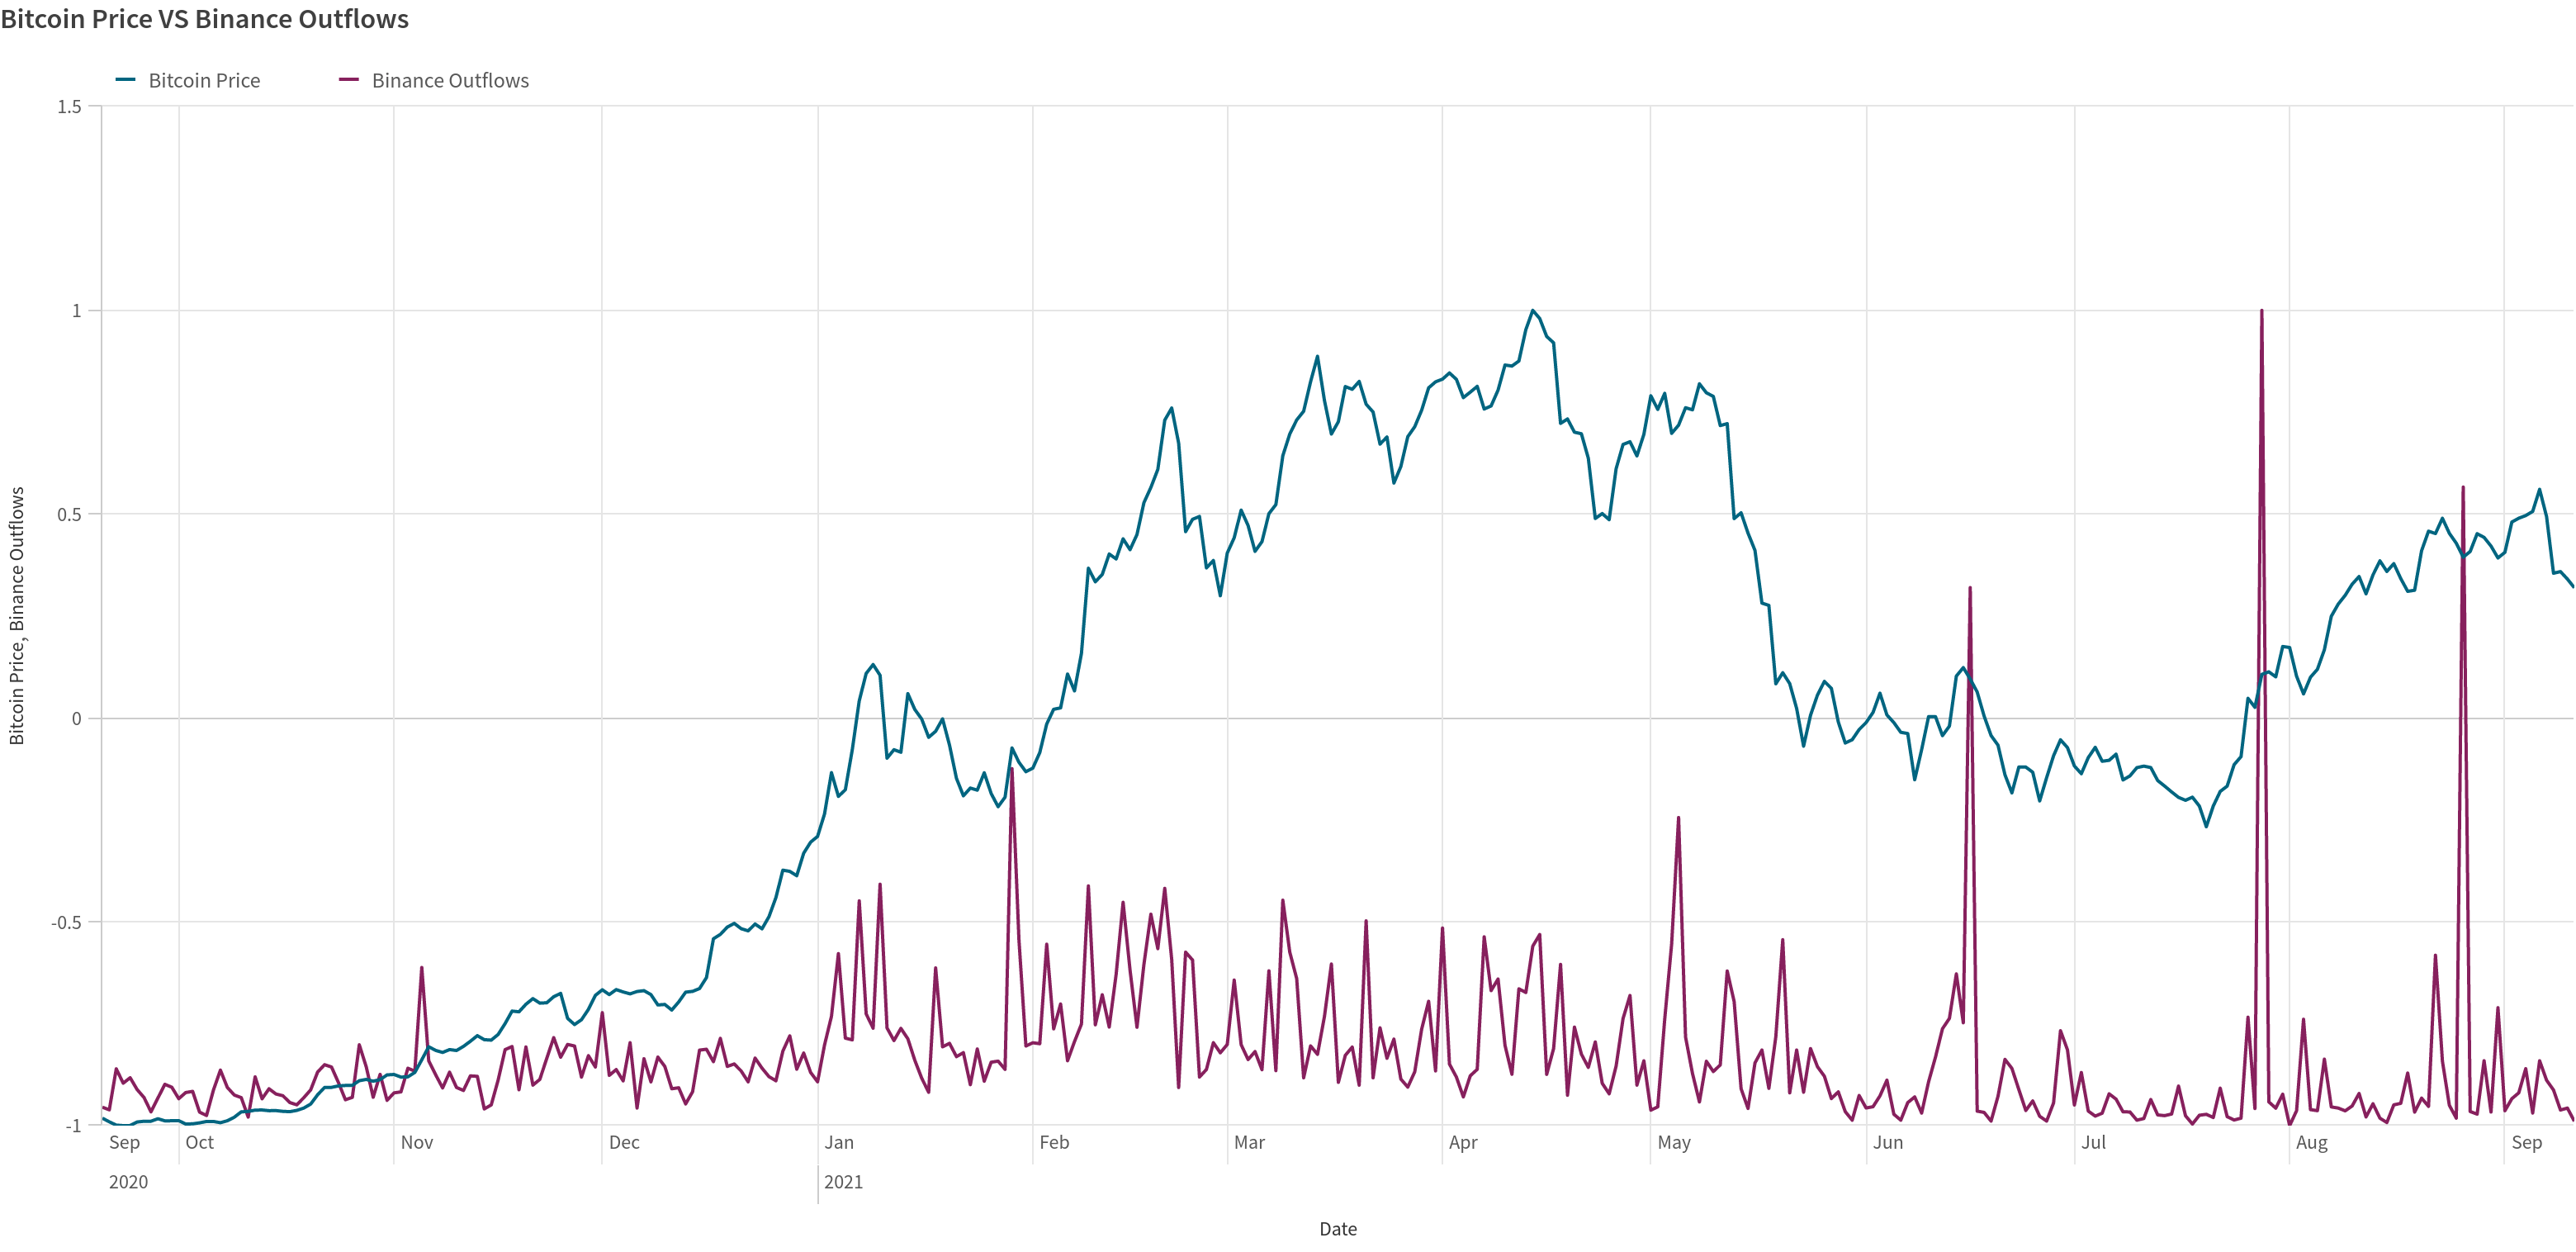 Bitcoin Price VS Binance Outflows
Bitcoin Price
Binance Outflows
1.5
1
0.5
0
-0.5
-1
Bitcoin Price, Binance Outflows
Sep Oct Nov Dec Jan Feb Mar Apr May Jun Jul Aug Sep
2020 2021
Date